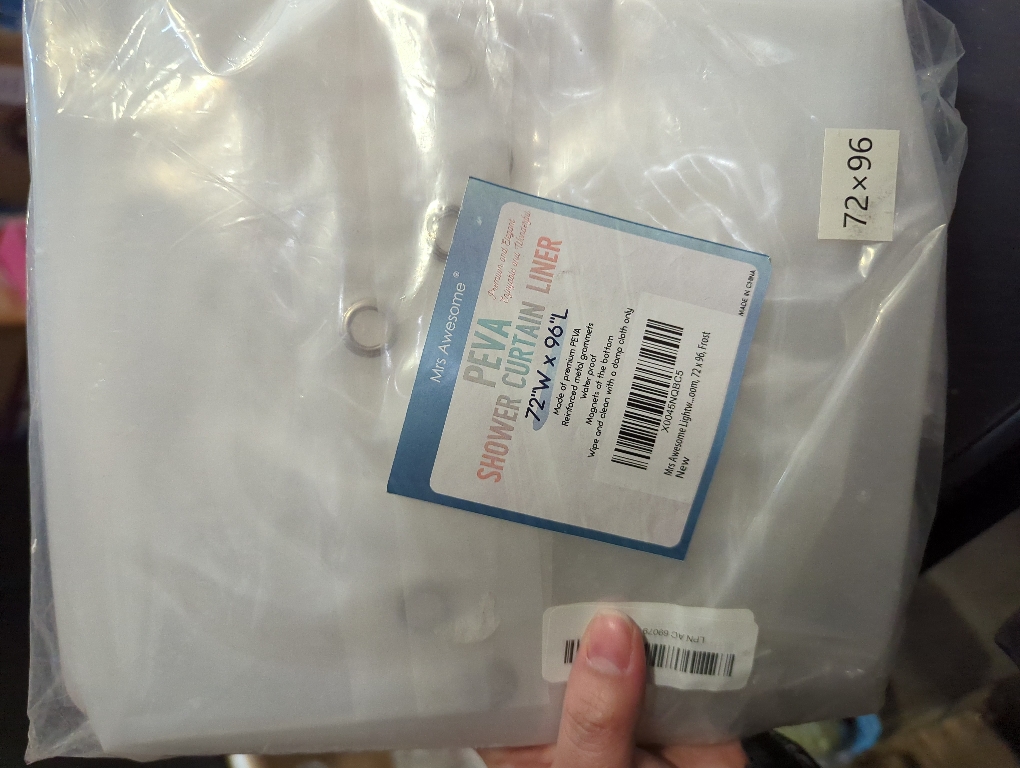 Mrs Awesome®
Premium and Elegant
PEVA
SHOWER CURTAIN LINER
72"W x 96"L
Made of premium PEVA
Reinforced metal grommets
Water proof
Magnets at the bottom
Wipe and clean with a damp cloth only
X0045NQBC5
Mrs Awesome Lightw...oom, 72 x 96, Frost
New
MADE IN CHINA
72×96